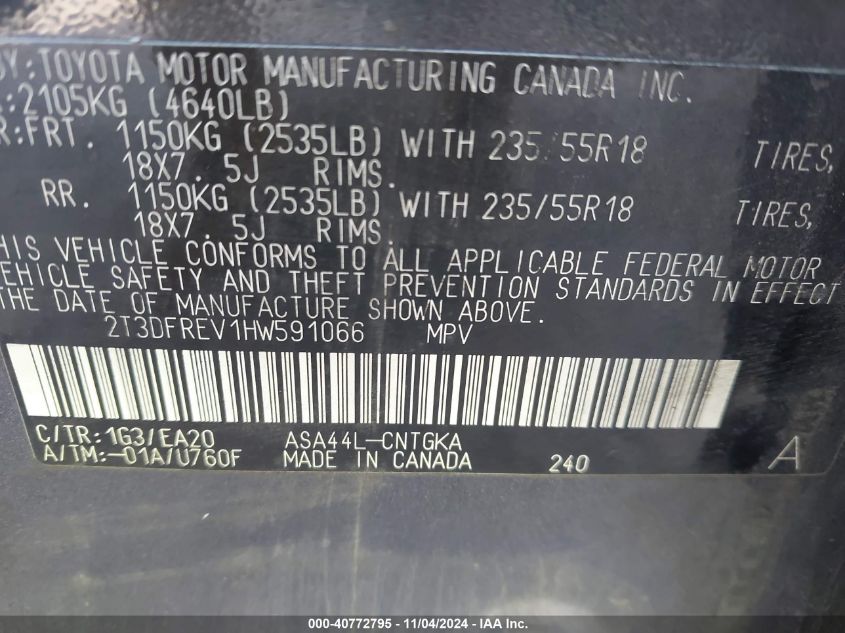 BY:TOYOTA MOTOR MANUFACTURING CANADA INC.
:2105KG (4640LB)
R:FRT. 1150KG (2535LB) WITH 235/55R18 TIRES,
18X7.5J RIMS.
RR. 1150KG (2535LB) WITH 235/55R18 TIRES,
18X7.5J RIMS.
THIS VEHICLE CONFORMS TO ALL APPLICABLE FEDERAL MOTOR
VEHICLE SAFETY AND THEFT PREVENTION STANDARDS IN EFFECT
THE DATE OF MANUFACTURE SHOWN ABOVE.
2T3DFREV1HW591066 MPV
C/TR:1G3/EA20 ASA44L-CNTGKA
A/TM:-01A/U760F MADE IN CANADA 240 A
000-40772795 - 11/04/2024 - IAA Inc.